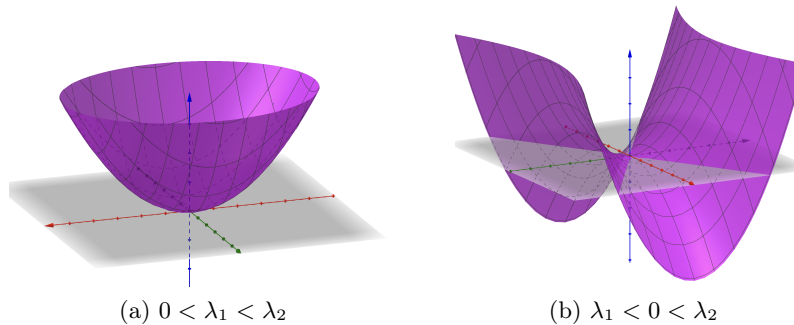 (a) 0 < λ₁ < λ₂
(b) λ₁ < 0 < λ₂